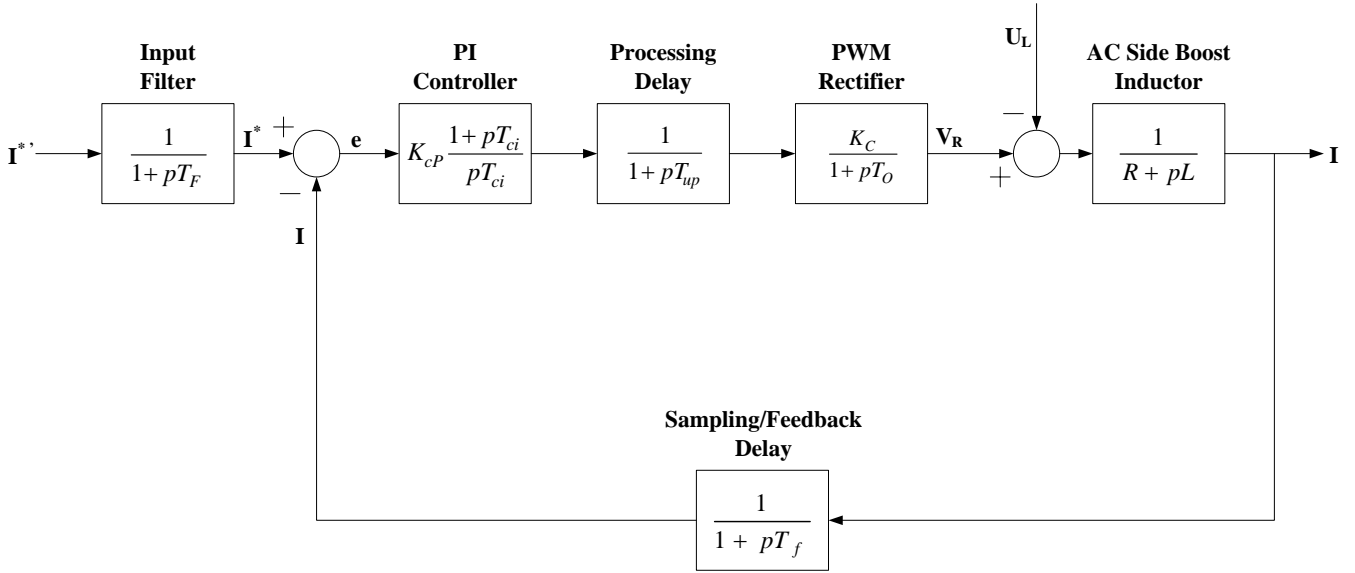 Input
Filter
PI
Controller
Processing
Delay
PWM
Rectifier
U_L
AC Side Boost
Inductor
I*'
1
1 + pT_F
I*
+
−
e
K_cP
1 + pT_ci
pT_ci
1
1 + pT_up
K_C
1 + pT_O
V_R
−
+
1
R + pL
I
I
Sampling/Feedback
Delay
1
1 + pT_f